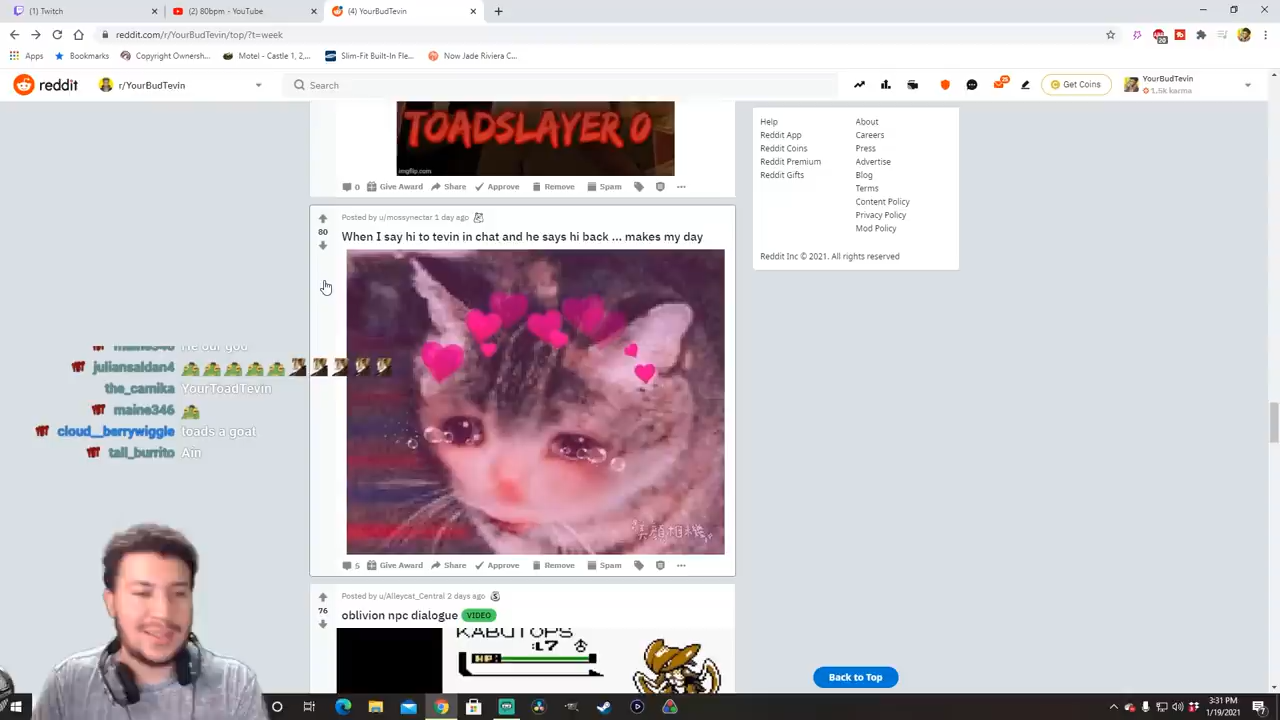 (1) Twitch
(2) 80bpm - YouTube
(4) YourBudTevin
reddit.com/r/YourBudTevin/top/?t=week
20
Apps
Bookmarks
Copyright Ownersh...
Motel - Castle 1, 2,...
Slim-Fit Built-In Fle...
Now Jade Riviera C...
reddit
r/YourBudTevin
Search
Get Coins
YourBudTevin
1.5k karma
TOADSLAYER 0
imgflip.com
0 Give Award Share Approve Remove Spam
Help
About
Reddit App
Careers
Reddit Coins
Press
Reddit Premium
Advertise
Reddit Gifts
Blog
Terms
Content Policy
Privacy Policy
Mod Policy
Reddit Inc © 2021. All rights reserved
Posted by u/mossynectar 1 day ago
80
When I say hi to tevin in chat and he says hi back ... makes my day
maine346 He our goa
juliansaldan4
the_camika YourToadTevin
maine346
cloud__berrywiggle toads a goat
tall_burrito Ain
5 Give Award Share Approve Remove Spam
Posted by u/Alleycat_Central 2 days ago
76
oblivion npc dialogue VIDEO
KABUTOPS
:L7
HP:
Back to Top
3:31 PM
1/19/2021